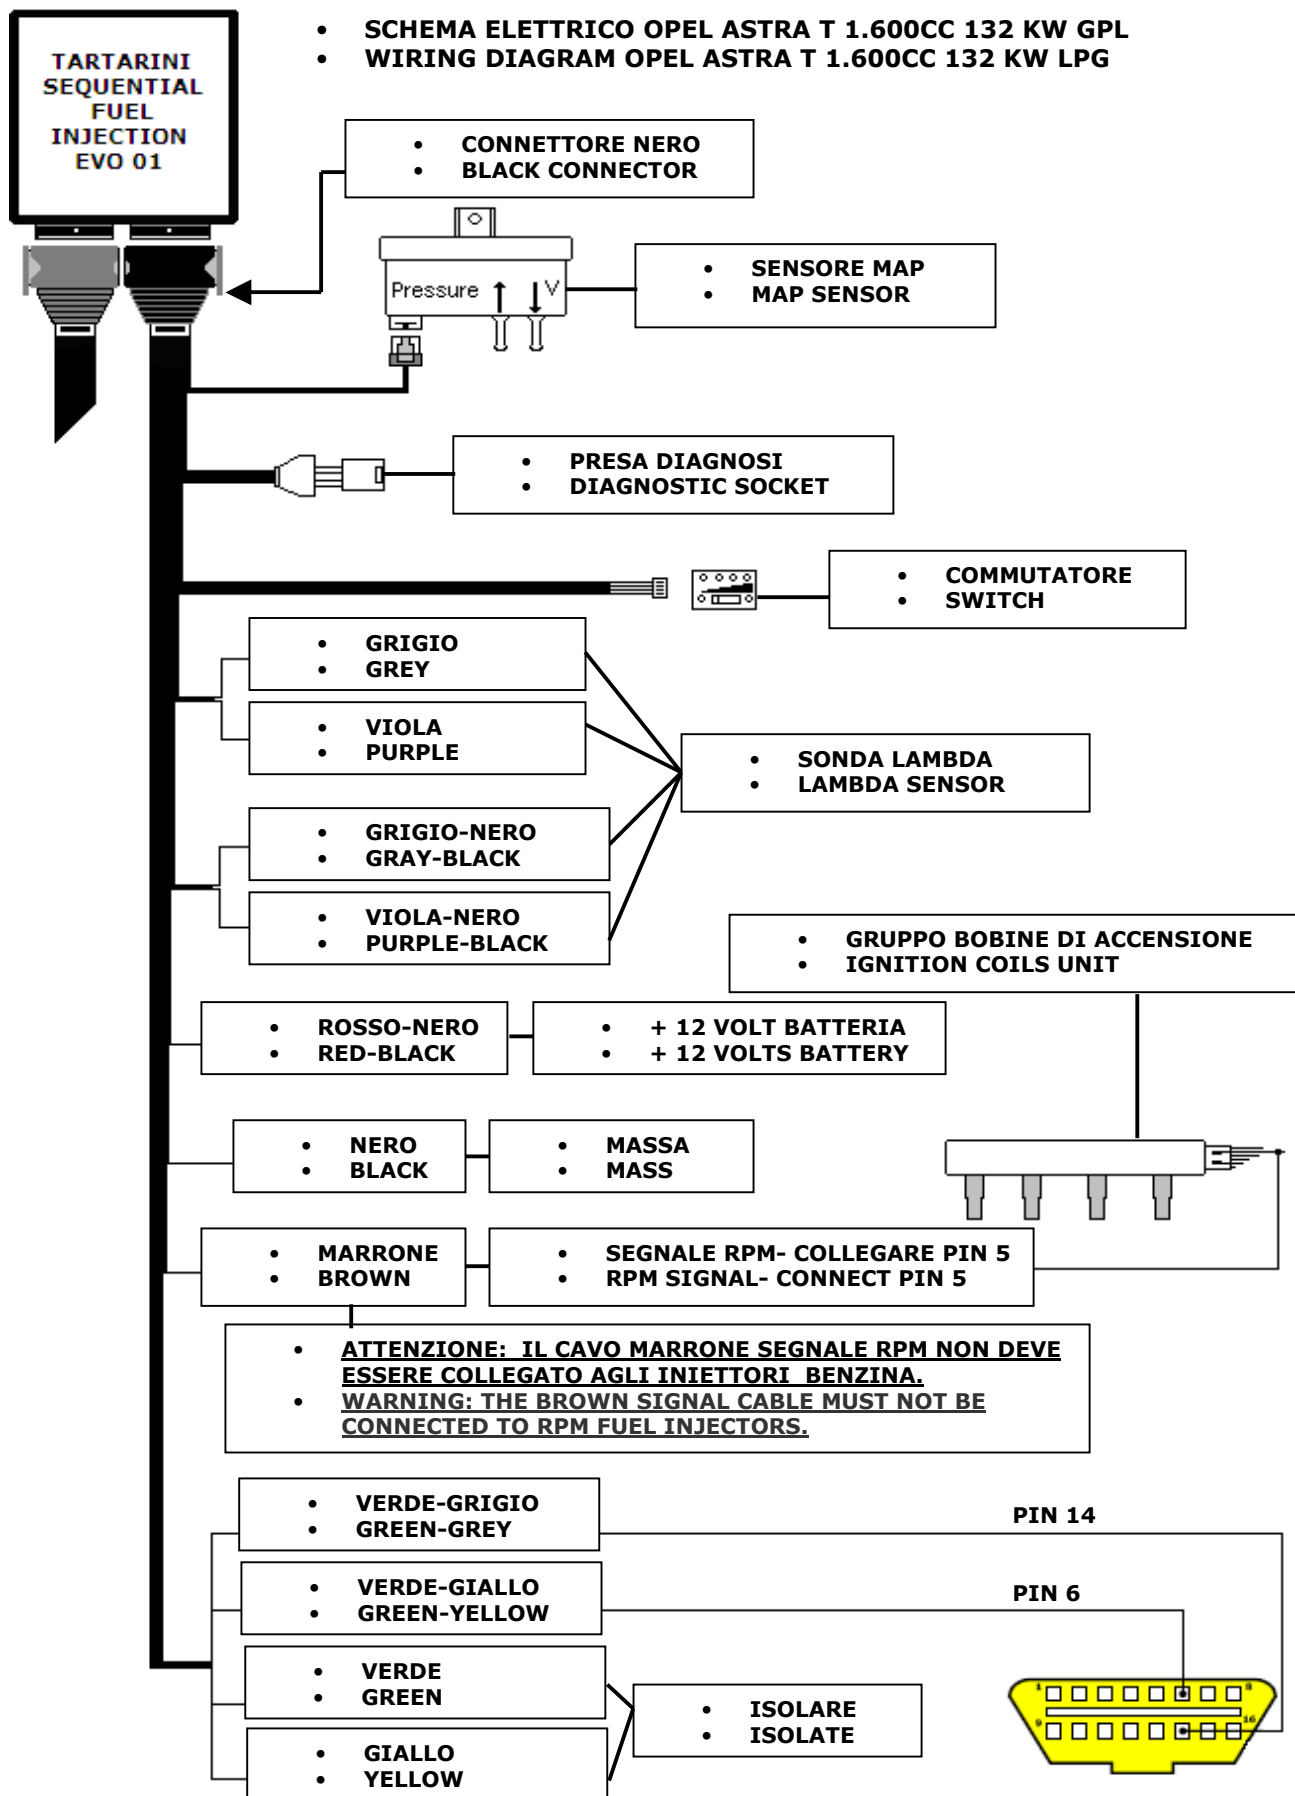 • SCHEMA ELETTRICO OPEL ASTRA T 1.600CC 132 KW GPL
• WIRING DIAGRAM OPEL ASTRA T 1.600CC 132 KW LPG
TARTARINI
SEQUENTIAL
FUEL
INJECTION
EVO 01
• CONNETTORE NERO
• BLACK CONNECTOR
Pressure
V
• SENSORE MAP
• MAP SENSOR
• PRESA DIAGNOSI
• DIAGNOSTIC SOCKET
• COMMUTATORE
• SWITCH
• GRIGIO
• GREY
• VIOLA
• PURPLE
• SONDA LAMBDA
• LAMBDA SENSOR
• GRIGIO-NERO
• GRAY-BLACK
• VIOLA-NERO
• PURPLE-BLACK
• GRUPPO BOBINE DI ACCENSIONE
• IGNITION COILS UNIT
• ROSSO-NERO
• RED-BLACK
• + 12 VOLT BATTERIA
• + 12 VOLTS BATTERY
• NERO
• BLACK
• MASSA
• MASS
• MARRONE
• BROWN
• SEGNALE RPM- COLLEGARE PIN 5
• RPM SIGNAL- CONNECT PIN 5
• ATTENZIONE: IL CAVO MARRONE SEGNALE RPM NON DEVE
ESSERE COLLEGATO AGLI INIETTORI BENZINA.
• WARNING: THE BROWN SIGNAL CABLE MUST NOT BE
CONNECTED TO RPM FUEL INJECTORS.
• VERDE-GRIGIO
• GREEN-GREY
PIN 14
• VERDE-GIALLO
• GREEN-YELLOW
PIN 6
• VERDE
• GREEN
• ISOLARE
• ISOLATE
• GIALLO
• YELLOW
1
8
9
16